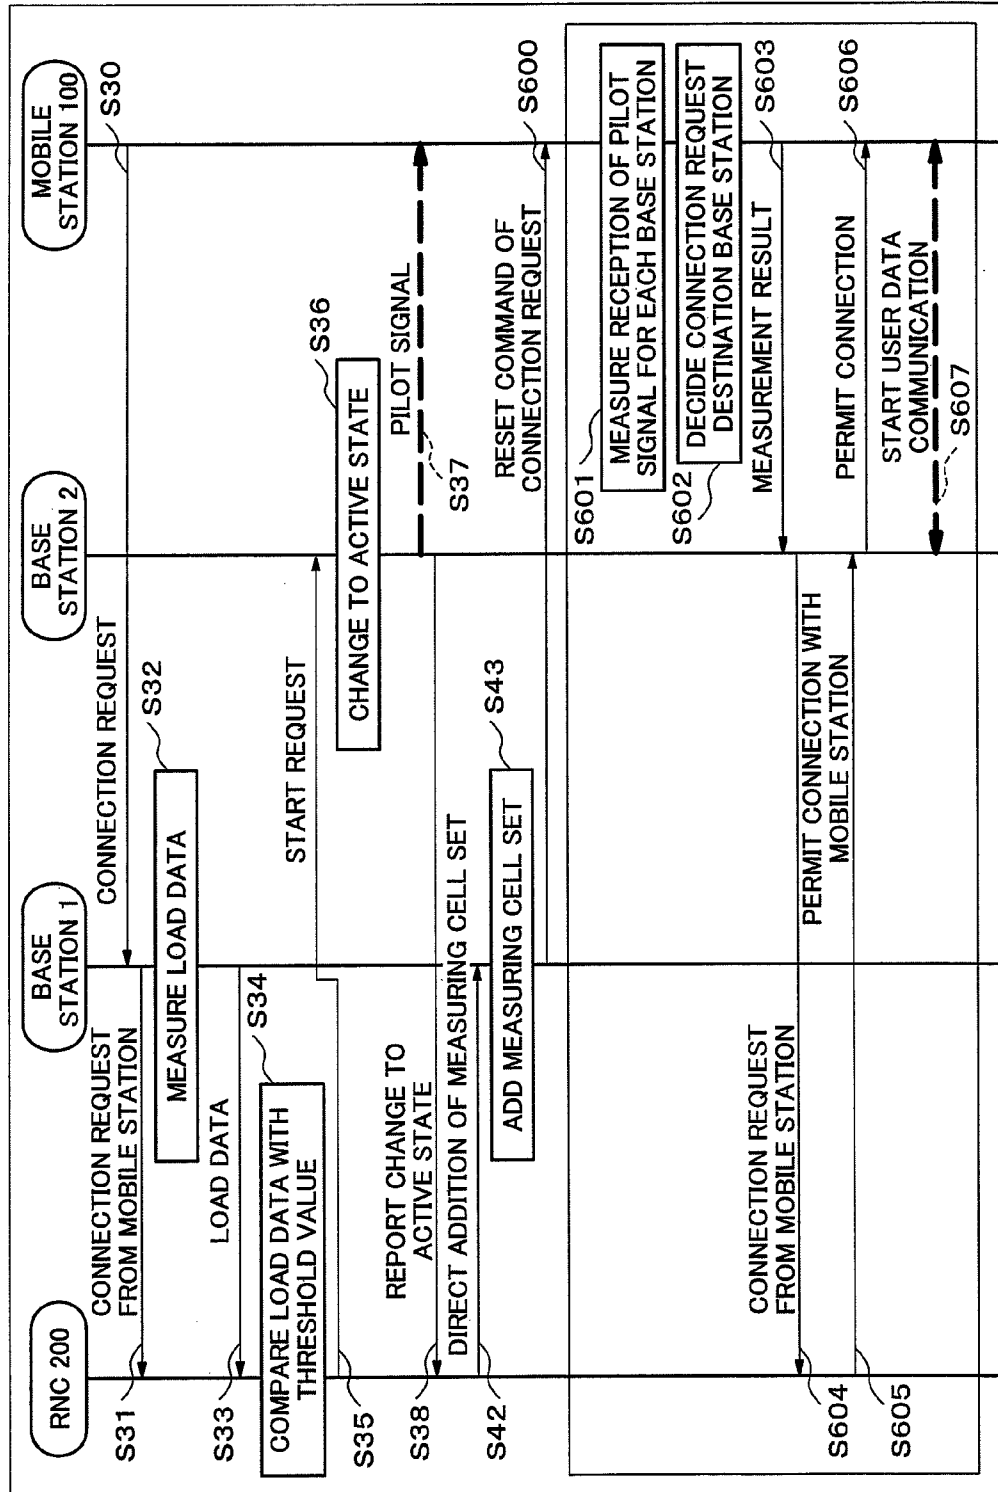 RNC 200
BASE
STATION 1
BASE
STATION 2
MOBILE
STATION 100
S30
CONNECTION REQUEST
S31
CONNECTION REQUEST
FROM MOBILE STATION
S32
MEASURE LOAD DATA
S33
LOAD DATA
S34
COMPARE LOAD DATA WITH
THRESHOLD VALUE
S35
START REQUEST
S36
CHANGE TO ACTIVE STATE
PILOT SIGNAL
S37
S38
REPORT CHANGE TO
ACTIVE STATE
S42
DIRECT ADDITION OF MEASURING CELL SET
S43
ADD MEASURING CELL SET
RESET COMMAND OF
CONNECTION REQUEST
S600
S601
MEASURE RECEPTION OF PILOT
SIGNAL FOR EACH BASE STATION
S602
DECIDE CONNECTION REQUEST
DESTINATION BASE STATION
MEASUREMENT RESULT
S603
S604
CONNECTION REQUEST
FROM MOBILE STATION
S605
PERMIT CONNECTION WITH
MOBILE STATION
PERMIT CONNECTION
S606
START USER DATA
COMMUNICATION
S607